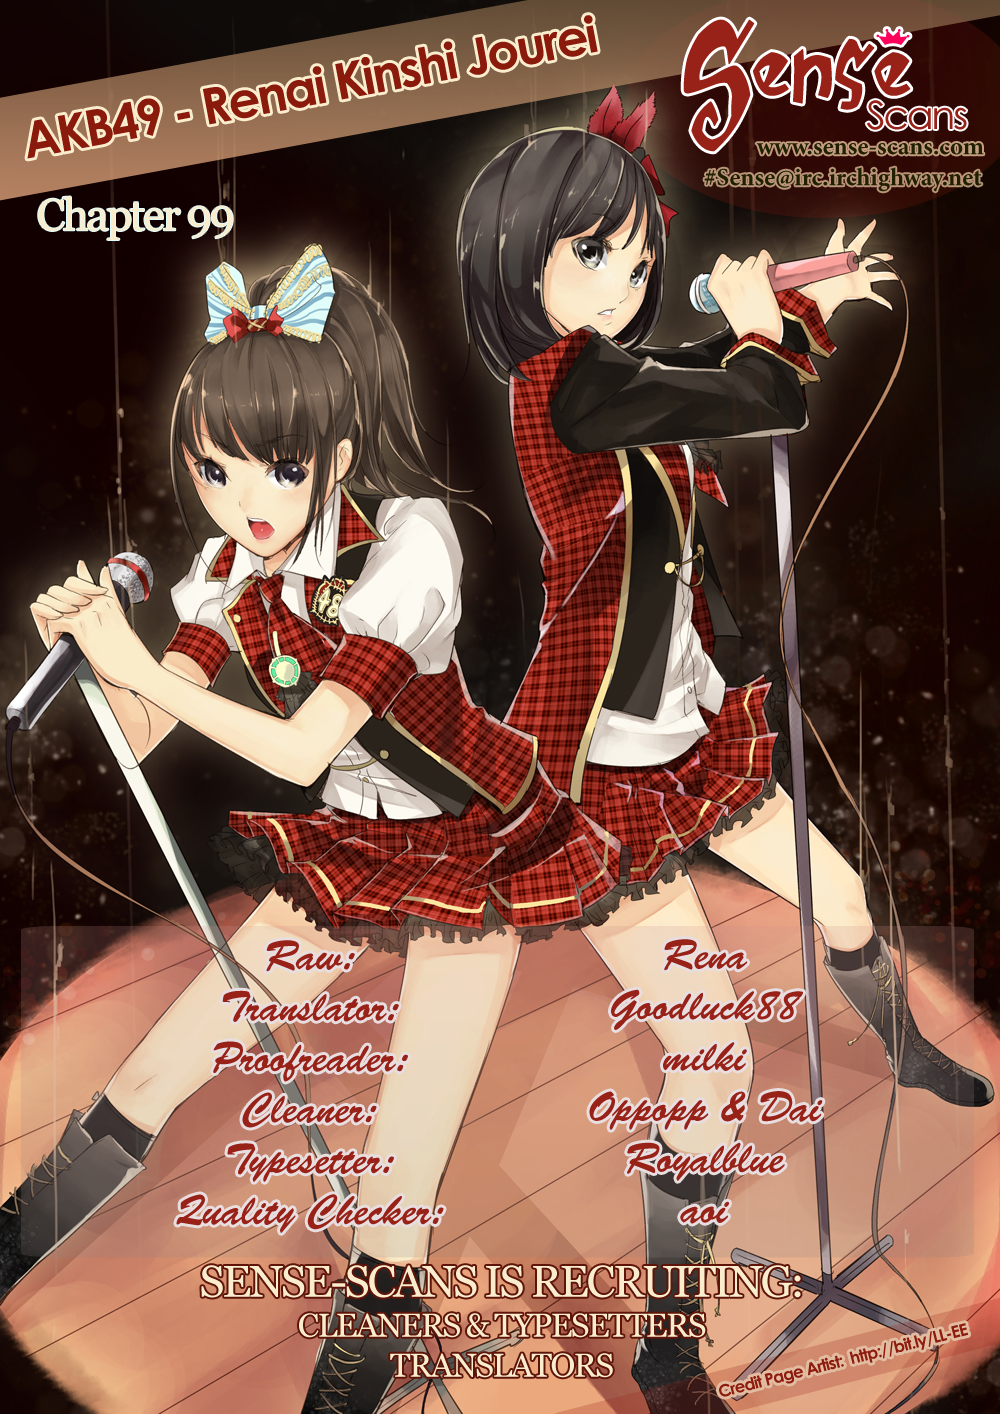 AKB49 - Renai Kinshi Jourei
Sense
Scans
www.sense-scans.com
#Sense@irc.irchighway.net
Chapter 99
Raw: Rena
Translator: Goodluck88
Proofreader: milki
Cleaner: Oppopp & Dai
Typesetter: Royalblue
Quality Checker: aoi
SENSE-SCANS IS RECRUITING:
CLEANERS & TYPESETTERS
TRANSLATORS
Credit Page Artist: http://bit.ly/LL-EE